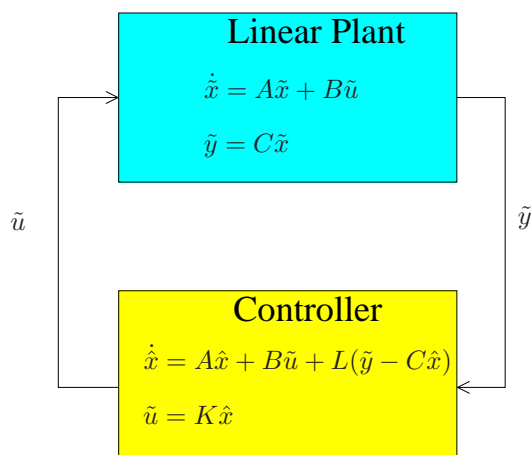 Linear Plant
$\dot{\tilde{x}} = A\tilde{x} + B\tilde{u}$
$\tilde{y} = C\tilde{x}$
$\tilde{u}$
$\tilde{y}$
Controller
$\dot{\hat{x}} = A\hat{x} + B\tilde{u} + L(\tilde{y} - C\hat{x})$
$\tilde{u} = K\hat{x}$